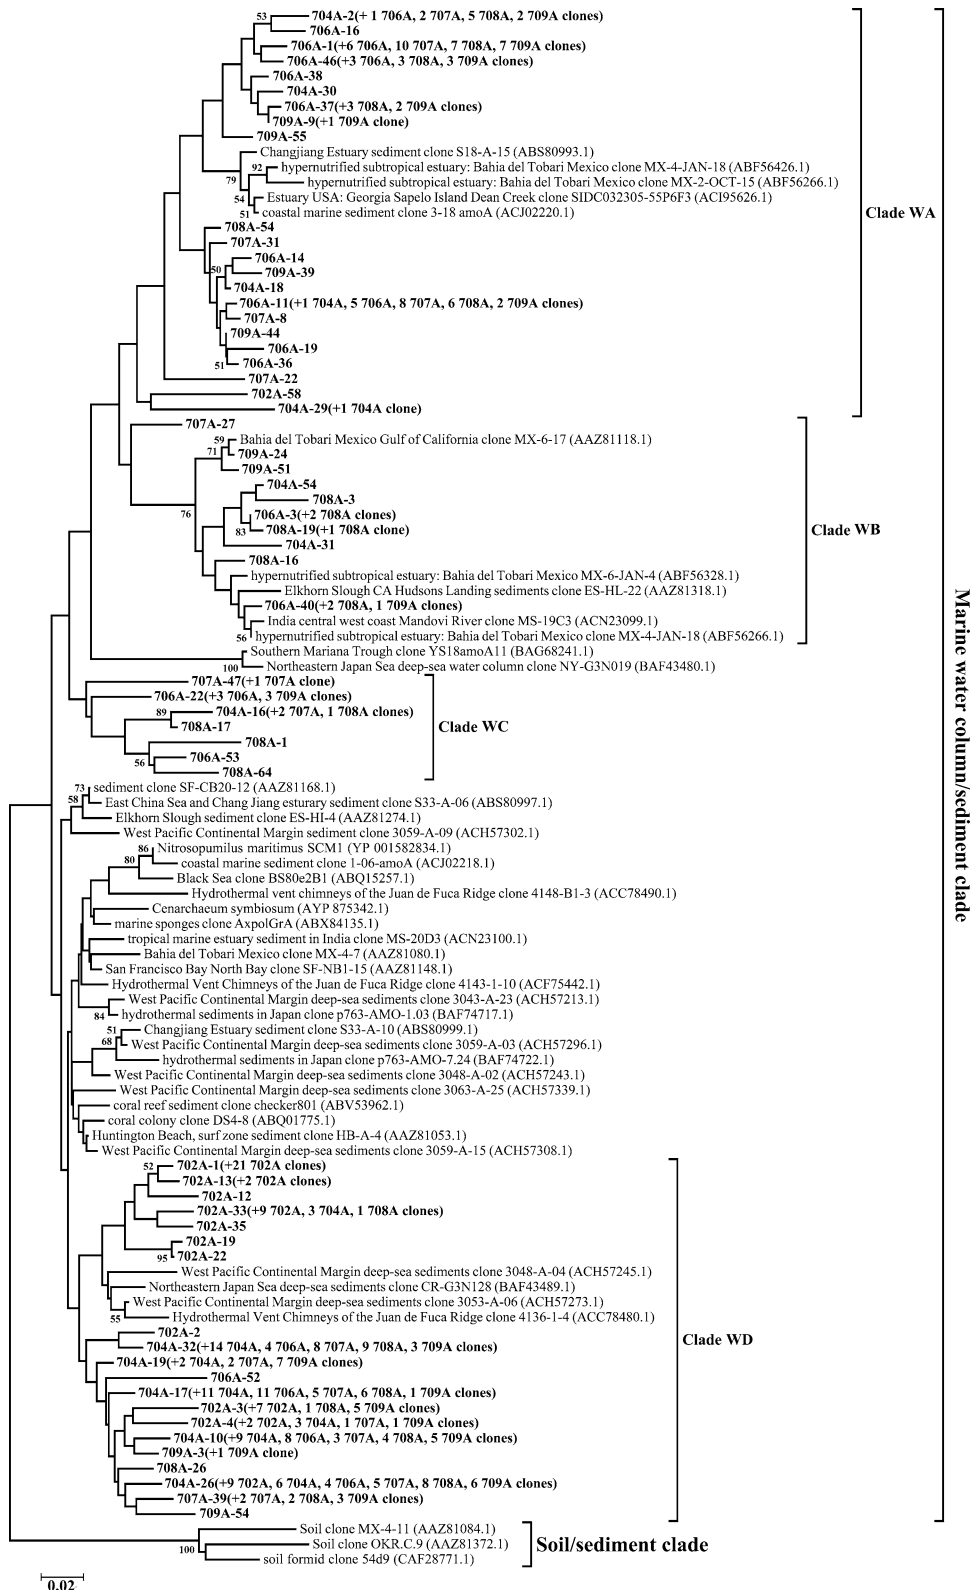 53
704A-2(+ 1 706A, 2 707A, 5 708A, 2 709A clones)
706A-16
706A-1(+6 706A, 10 707A, 7 708A, 7 709A clones)
706A-46(+3 706A, 3 708A, 3 709A clones)
706A-38
704A-30
706A-37(+3 708A, 2 709A clones)
709A-9(+1 709A clone)
709A-55
Changjiang Estuary sediment clone S18-A-15 (ABS80993.1)
92
hypernutrified subtropical estuary: Bahia del Tobari Mexico clone MX-4-JAN-18 (ABF56426.1)
79
hypernutrified subtropical estuary: Bahia del Tobari Mexico clone MX-2-OCT-15 (ABF56266.1)
54
Estuary USA: Georgia Sapelo Island Dean Creek clone SIDC032305-55P6F3 (ACI95626.1)
51
coastal marine sediment clone 3-18 amoA (ACJ02220.1)
Clade WA
708A-54
707A-31
706A-14
50
709A-39
704A-18
706A-11(+1 704A, 5 706A, 8 707A, 6 708A, 2 709A clones)
707A-8
709A-44
706A-19
51
706A-36
707A-22
702A-58
704A-29(+1 704A clone)
707A-27
59
Bahia del Tobari Mexico Gulf of California clone MX-6-17 (AAZ81118.1)
71
709A-24
709A-51
704A-54
708A-3
76
706A-3(+2 708A clones)
83
708A-19(+1 708A clone)
Clade WB
704A-31
708A-16
hypernutrified subtropical estuary: Bahia del Tobari Mexico MX-6-JAN-4 (ABF56328.1)
Elkhorn Slough CA Hudsons Landing sediments clone ES-HL-22 (AAZ81318.1)
706A-40(+2 708A, 1 709A clones)
India central west coast Mandovi River clone MS-19C3 (ACN23099.1)
56
hypernutrified subtropical estuary: Bahia del Tobari Mexico clone MX-4-JAN-18 (ABF56266.1)
Southern Mariana Trough clone YS18amoA11 (BAG68241.1)
100
Northeastern Japan Sea deep-sea water column clone NY-G3N019 (BAF43480.1)
707A-47(+1 707A clone)
706A-22(+3 706A, 3 709A clones)
89
704A-16(+2 707A, 1 708A clones)
708A-17
Clade WC
708A-1
56
706A-53
708A-64
73
sediment clone SF-CB20-12 (AAZ81168.1)
58
East China Sea and Chang Jiang esturary sediment clone S33-A-06 (ABS80997.1)
Elkhorn Slough sediment clone ES-HI-4 (AAZ81274.1)
West Pacific Continental Margin sediment clone 3059-A-09 (ACH57302.1)
86
Nitrosopumilus maritimus SCM1 (YP 001582834.1)
80
coastal marine sediment clone 1-06-amoA (ACJ02218.1)
Black Sea clone BS80e2B1 (ABQ15257.1)
Hydrothermal vent chimneys of the Juan de Fuca Ridge clone 4148-B1-3 (ACC78490.1)
Cenarchaeum symbiosum (AYP 875342.1)
marine sponges clone AxpolGrA (ABX84135.1)
tropical marine estuary sediment in India clone MS-20D3 (ACN23100.1)
Bahia del Tobari Mexico clone MX-4-7 (AAZ81080.1)
San Francisco Bay North Bay clone SF-NB1-15 (AAZ81148.1)
Hydrothermal Vent Chimneys of the Juan de Fuca Ridge clone 4143-1-10 (ACF75442.1)
West Pacific Continental Margin deep-sea sediments clone 3043-A-23 (ACH57213.1)
84
hydrothermal sediments in Japan clone p763-AMO-1.03 (BAF74717.1)
51
Changjiang Estuary sediment clone S33-A-10 (ABS80999.1)
68
West Pacific Continental Margin deep-sea sediments clone 3059-A-03 (ACH57296.1)
hydrothermal sediments in Japan clone p763-AMO-7.24 (BAF74722.1)
West Pacific Continental Margin deep-sea sediments clone 3048-A-02 (ACH57243.1)
West Pacific Continental Margin deep-sea sediments clone 3063-A-25 (ACH57339.1)
coral reef sediment clone checker801 (ABV53962.1)
coral colony clone DS4-8 (ABQ01775.1)
Huntington Beach, surf zone sediment clone HB-A-4 (AAZ81053.1)
West Pacific Continental Margin deep-sea sediments clone 3059-A-15 (ACH57308.1)
Marine water column/sediment clade
52
702A-1(+21 702A clones)
702A-13(+2 702A clones)
702A-12
702A-33(+9 702A, 3 704A, 1 708A clones)
702A-35
702A-19
95
702A-22
West Pacific Continental Margin deep-sea sediments clone 3048-A-04 (ACH57245.1)
Northeastern Japan Sea deep-sea sediments clone CR-G3N128 (BAF43489.1)
West Pacific Continental Margin deep-sea sediments clone 3053-A-06 (ACH57273.1)
55
Hydrothermal Vent Chimneys of the Juan de Fuca Ridge clone 4136-1-4 (ACC78480.1)
702A-2
Clade WD
704A-32(+14 704A, 4 706A, 8 707A, 9 708A, 3 709A clones)
704A-19(+2 704A, 2 707A, 7 709A clones)
706A-52
704A-17(+11 704A, 11 706A, 5 707A, 6 708A, 1 709A clones)
702A-3(+7 702A, 1 708A, 5 709A clones)
702A-4(+2 702A, 3 704A, 1 707A, 1 709A clones)
704A-10(+9 704A, 8 706A, 3 707A, 4 708A, 5 709A clones)
709A-3(+1 709A clone)
708A-26
704A-26(+9 702A, 6 704A, 4 706A, 5 707A, 8 708A, 6 709A clones)
707A-39(+2 707A, 2 708A, 3 709A clones)
709A-54
Soil clone MX-4-11 (AAZ81084.1)
100
Soil clone OKR.C.9 (AAZ81372.1)
Soil/sediment clade
soil formid clone 54d9 (CAF28771.1)
0.02